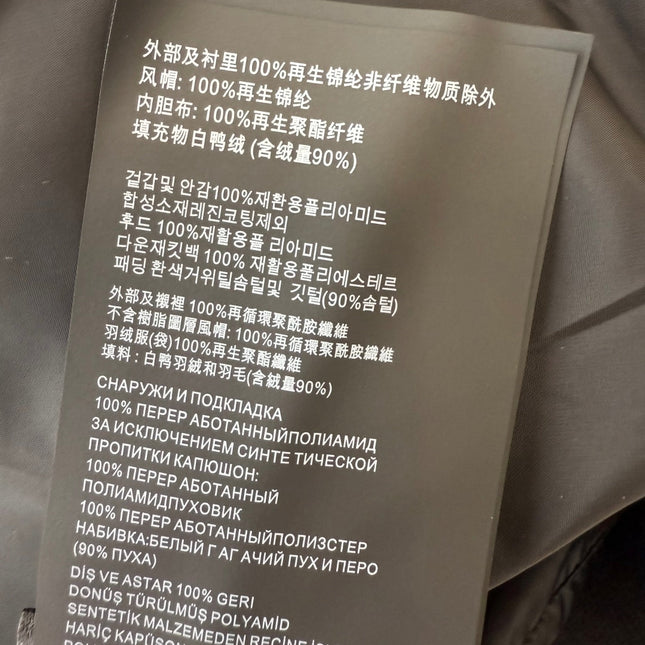 外部及衬里100%再生锦纶非纤维物质除外
风帽: 100%再生锦纶
内胆布: 100%再生聚酯纤维
填充物白鸭绒 (含绒量90%)
겉갑및 안감100%재환용폴리아미드
합성소재레진코팅제외
후드 100%재활용폴 리아미드
다운재킷백 100% 재활용폴리에스테르
패딩 환색거위틸솜털및 깃털(90%솜털)
外部及襯裡 100%再循環聚酰胺纖維
不含樹脂圖層風帽: 100%再循環聚酰胺纖維
羽绒服(袋)100%再生聚酯纖維
填料 : 白鸭羽絨和羽毛(含絨量90%)
СНАРУЖИ И ПОДКЛАДКА
100% ПЕРЕР АБОТАННЫЙПОЛИАМИД
ЗА ИСКЛЮЧЕНИЕМ СИНТЕ ТИЧЕСКОЙ
ПРОПИТКИ КАПЮШОН:
100% ПЕРЕР АБОТАННЫЙ
ПОЛИАМИДПУХОВИК
100% ПЕРЕР АБОТАННЫЙПОЛИЗСТЕР
НАБИВКА:БЕЛЫЙ Г АГ АЧИЙ ПУХ И ПЕРО
(90% ПУХА)
DİŞ VE ASTAR 100% GERI
DONÜŞ TÜRÜLMÜŞ POLYAMİD
SENTETİK MALZEMEDEN REÇİNE
HARİÇ KAPÜŞON